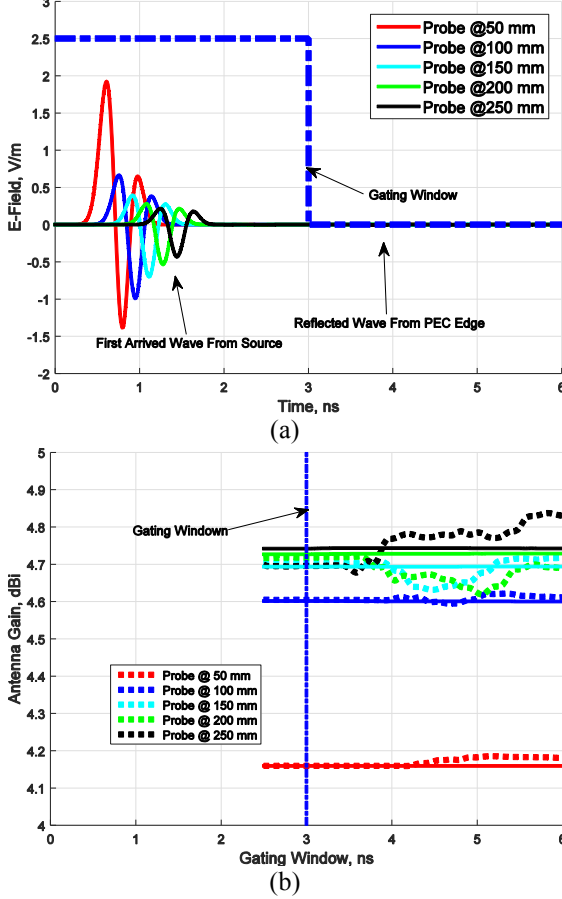 3
2.5
2
1.5
1
0.5
0
-0.5
-1
-1.5
-2
E-Field, V/m
Probe @50 mm
Probe @100 mm
Probe @150 mm
Probe @200 mm
Probe @250 mm
Gating Window
First Arrived Wave From Source
Reflected Wave From PEC Edge
0 1 2 3 4 5 6
Time, ns
(a)
5
4.9
4.8
4.7
4.6
4.5
4.4
4.3
4.2
4.1
4
Antenna Gain, dBi
Gating Windown
Probe @ 50 mm
Probe @ 100 mm
Probe @ 150 mm
Probe @ 200 mm
Probe @ 250 mm
0 1 2 3 4 5 6
Gating Window, ns
(b)